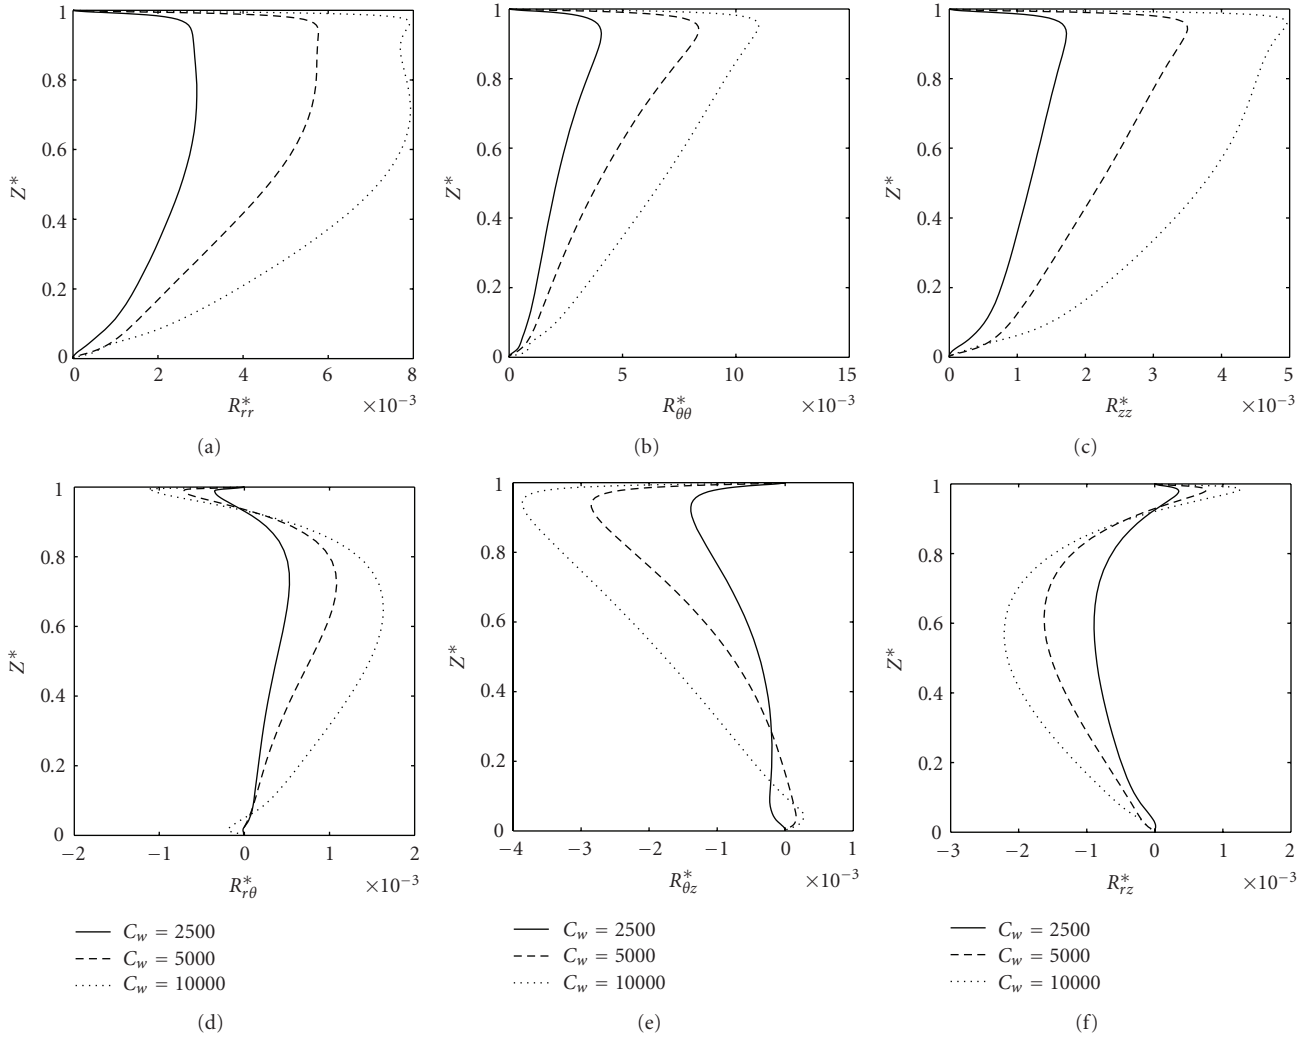 1
0.8
0.6
0.4
0.2
0
Z*
0 2 4 6 8
R*rr ×10−3
(a)
1
0.8
0.6
0.4
0.2
0
Z*
0 5 10 15
R*θθ ×10−3
(b)
1
0.8
0.6
0.4
0.2
0
Z*
0 1 2 3 4 5
R*zz ×10−3
(c)
1
0.8
0.6
0.4
0.2
0
Z*
−2 −1 0 1 2
R*rθ ×10−3
Cw = 2500
Cw = 5000
Cw = 10000
(d)
1
0.8
0.6
0.4
0.2
0
Z*
−4 −3 −2 −1 0 1
R*θz ×10−3
Cw = 2500
Cw = 5000
Cw = 10000
(e)
1
0.8
0.6
0.4
0.2
0
Z*
−3 −2 −1 0 1 2
R*rz ×10−3
Cw = 2500
Cw = 5000
Cw = 10000
(f)